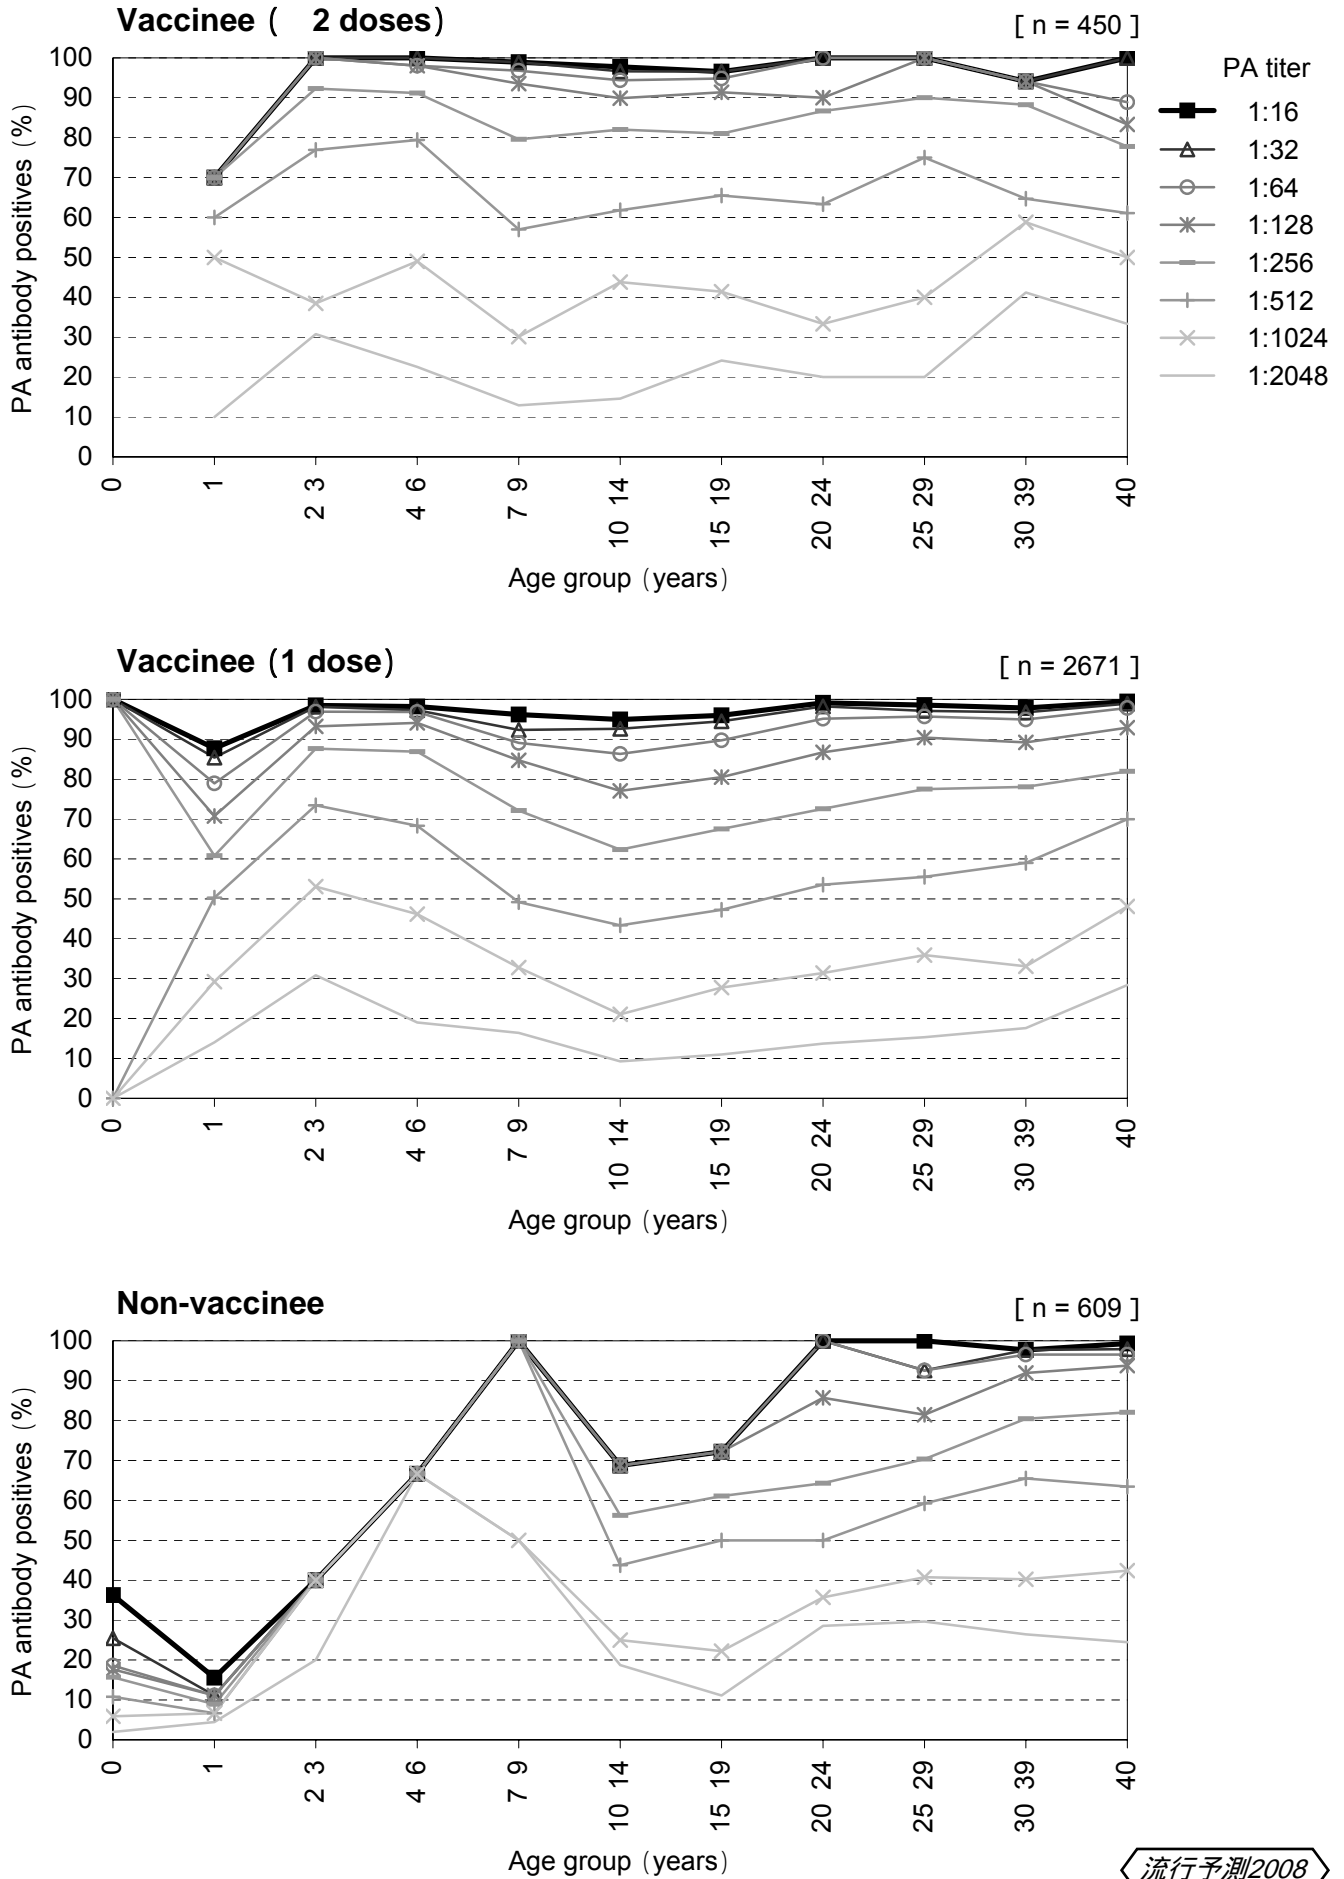 Vaccinee ( 2 doses)
[ n = 450 ]
PA titer
1:16
1:32
1:64
1:128
1:256
1:512
1:1024
1:2048
PA antibody positives (%)
100
90
80
70
60
50
40
30
20
10
0
0 1 2 3 4 6 7 9 10 14 15 19 20 24 25 29 30 39 40
Age group (years)
Vaccinee (1 dose)
[ n = 2671 ]
PA antibody positives (%)
100
90
80
70
60
50
40
30
20
10
0
0 1 2 3 4 6 7 9 10 14 15 19 20 24 25 29 30 39 40
Age group (years)
Non-vaccinee
[ n = 609 ]
PA antibody positives (%)
100
90
80
70
60
50
40
30
20
10
0
0 1 2 3 4 6 7 9 10 14 15 19 20 24 25 29 30 39 40
Age group (years)
流行予測2008